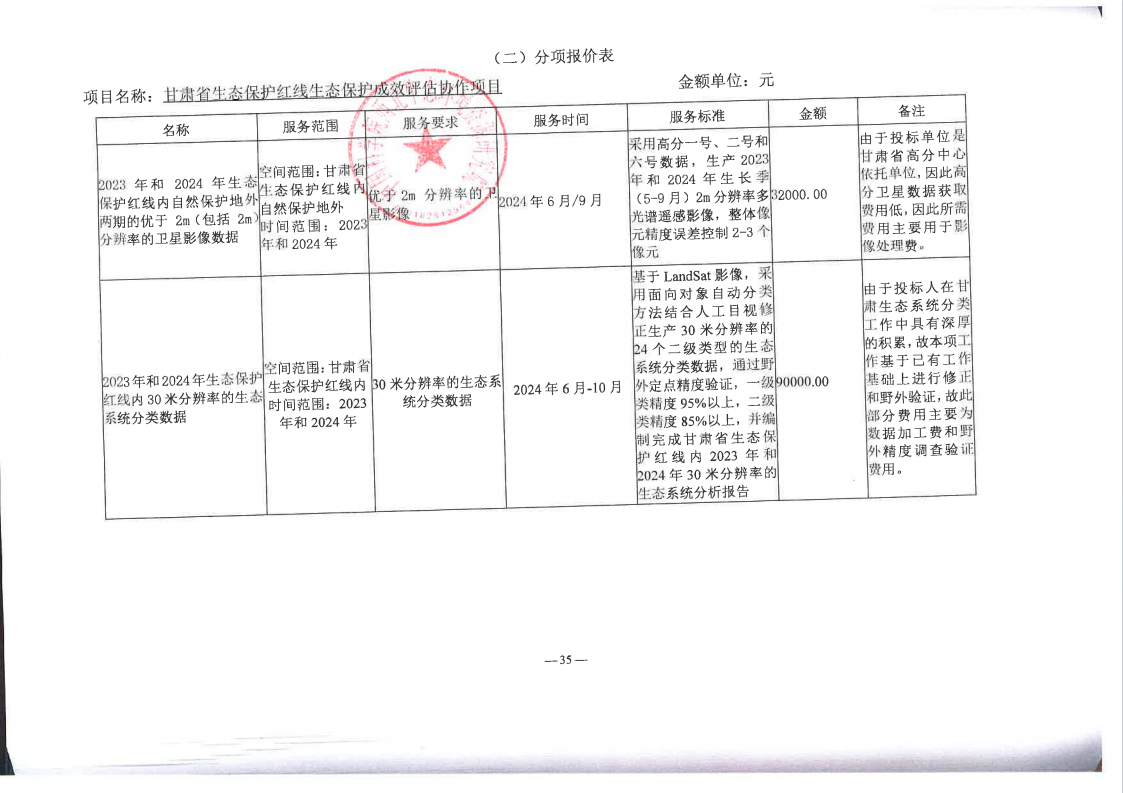 （二）分项报价表
项目名称：甘肃省生态保护红线生态保护成效评估协作项目
金额单位：元
名称
服务范围
服务要求
服务时间
服务标准
金额
备注
2023 年和 2024 年生态
保护红线内自然保护地外
两期的优于 2m（包括 2m）
分辨率的卫星影像数据
空间范围：甘肃省
生态保护红线内
自然保护地外
时间范围：2023
年和 2024 年
优于 2m 分辨率的卫
星影像
2024 年 6 月/9 月
采用高分一号、二号和
六号数据，生产 2023
年和 2024 年生长季
（5-9 月）2m 分辨率多
光谱遥感影像，整体像
元精度误差控制 2-3 个
像元
32000.00
由于投标单位是
甘肃省高分中心
依托单位，因此高
分卫星数据获取
费用低，因此所需
费用主要用于影
像处理费。
2023 年和 2024 年生态保护
红线内 30 米分辨率的生态
系统分类数据
空间范围：甘肃省
生态保护红线内
时间范围：2023
年和 2024 年
30 米分辨率的生态系
统分类数据
2024 年 6 月-10 月
基于 LandSat 影像，采
用面向对象自动分类
方法结合人工目视修
正生产 30 米分辨率的
24 个二级类型的生态
系统分类数据，通过野
外定点精度验证，一级
类精度 95%以上，二级
类精度 85%以上，并编
制完成甘肃省生态保
护红线内 2023 年和
2024 年 30 米分辨率的
生态系统分析报告
90000.00
由于投标人在甘
肃生态系统分类
工作中具有深厚
的积累，故本项工
作基于已有工作
基础上进行修正
和野外验证，故此
部分费用主要为
数据加工费和野
外精度调查验证
费用。
—35—